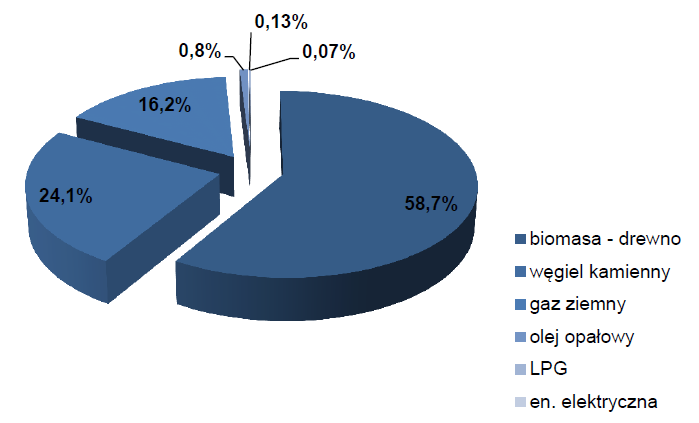 0,13%
0,8%
0,07%
16,2%
24,1%
58,7%
biomasa - drewno
węgiel kamienny
gaz ziemny
olej opałowy
LPG
en. elektryczna